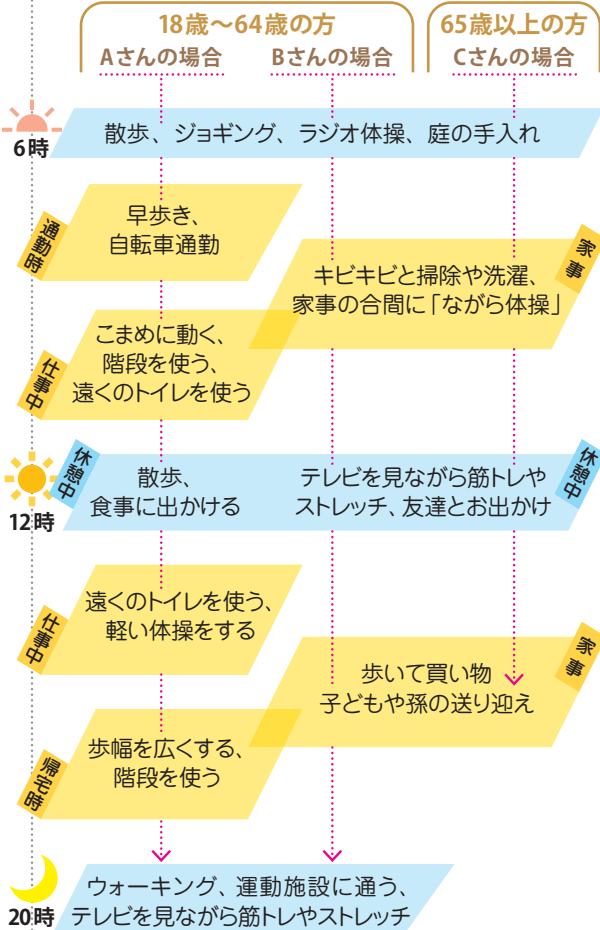 18歳～64歳の方
65歳以上の方
Aさんの場合
Bさんの場合
Cさんの場合
6時
散歩、ジョギング、ラジオ体操、庭の手入れ
通勤時
早歩き、
自転車通勤
家事
キビキビと掃除や洗濯、
家事の合間に「ながら体操」
仕事中
こまめに動く、
階段を使う、
遠くのトイレを使う
12時
休憩中
散歩、
食事に出かける
テレビを見ながら筋トレや
ストレッチ、友達とお出かけ
休憩中
仕事中
遠くのトイレを使う、
軽い体操をする
家事
歩いて買い物
子どもや孫の送り迎え
帰宅時
歩幅を広くする、
階段を使う
20時
ウォーキング、運動施設に通う、
テレビを見ながら筋トレやストレッチ